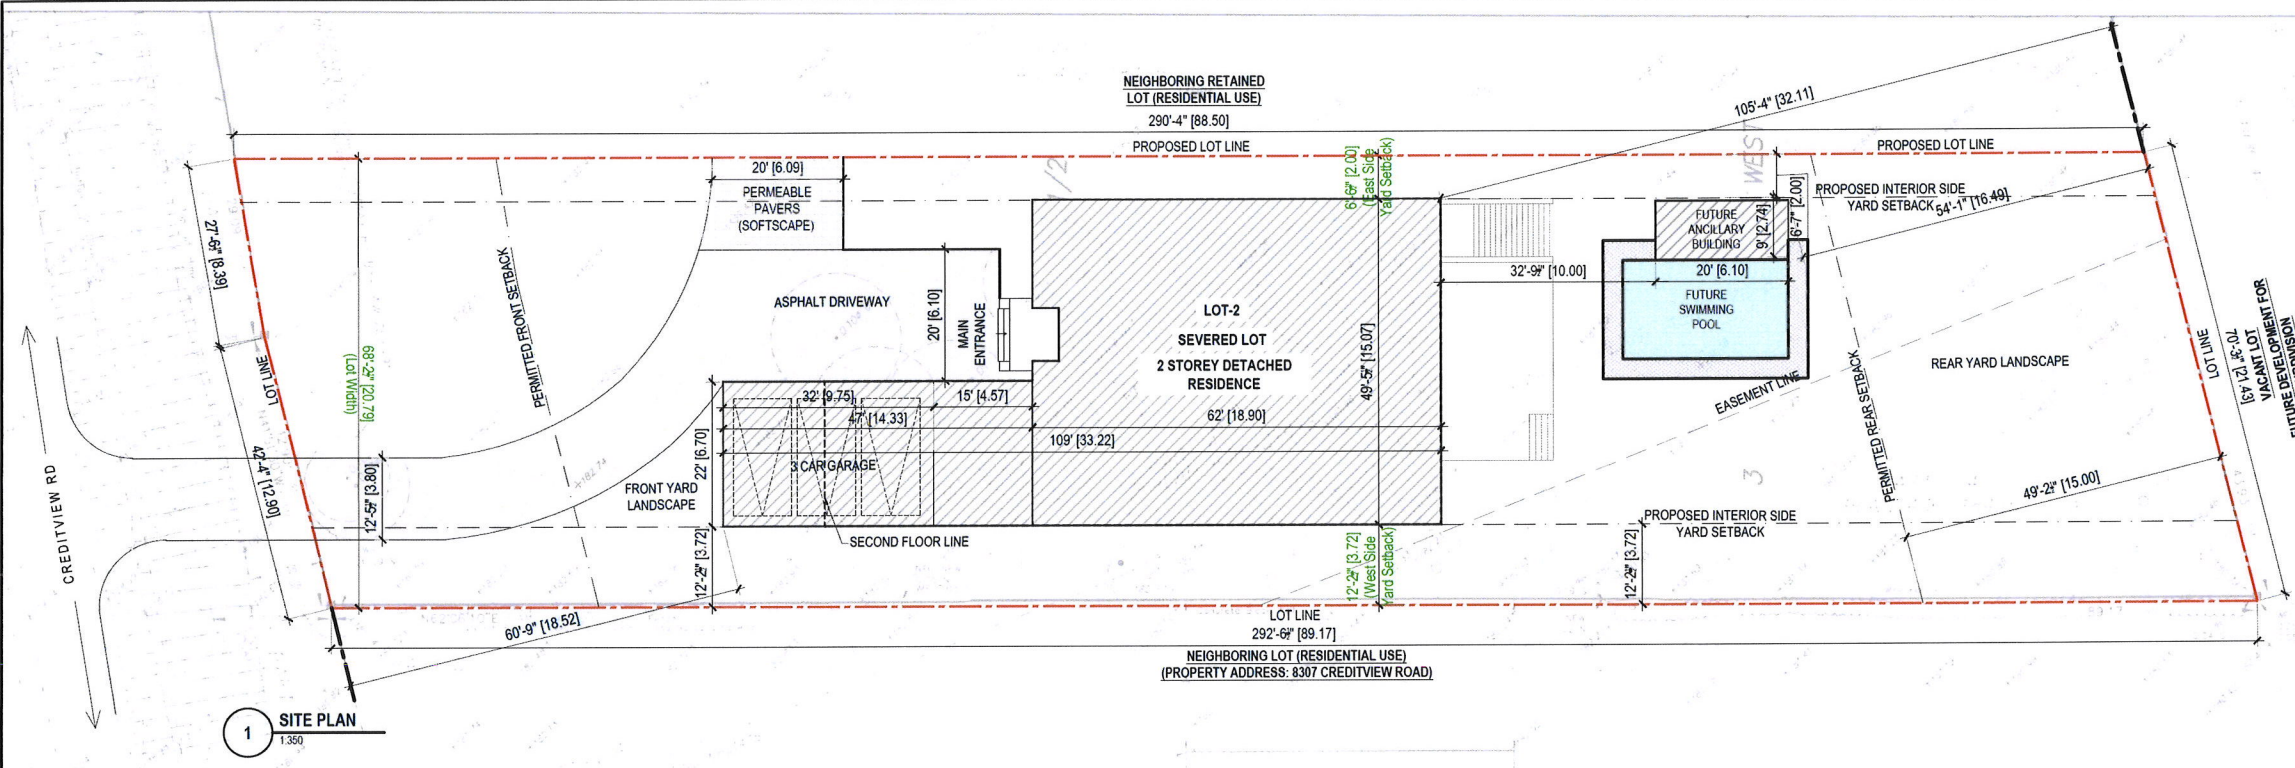 NEIGHBORING RETAINED
LOT (RESIDENTIAL USE)
290'-4" [88.50]
PROPOSED LOT LINE
PROPOSED LOT LINE
105'-4" [32.11]
WEST
1/2
20' [6.09]
PERMEABLE
PAVERS
(SOFTSCAPE)
6'-6" [2.00]
(East Side
Yard Setback)
PROPOSED INTERIOR SIDE
YARD SETBACK
54'-1" [16.49]
6'-7" [2.00]
9' [2.74]
FUTURE
ANCILLARY
BUILDING
27'-6" [8.39]
PERMITTED FRONT SETBACK
ASPHALT DRIVEWAY
20' [6.10]
MAIN
ENTRANCE
LOT-2
SEVERED LOT
2 STOREY DETACHED
RESIDENCE
49'-5" [15.07]
32'-9" [10.00]
20' [6.10]
FUTURE
SWIMMING
POOL
REAR YARD LANDSCAPE
EASEMENT LINE
PERMITTED REAR SETBACK
LOT LINE
70'-3" [21.43]
VACANT LOT
FUTURE DEVELOPMENT FOR
LOT LINE
68'-2" [20.79]
(Lot Width)
32' [9.75]
15' [4.57]
47' [14.33]
62' [18.90]
109' [33.22]
3 CAR GARAGE
22' [6.70]
FRONT YARD
LANDSCAPE
42'-4" [12.90]
12'-5" [3.80]
CREDITVIEW RD
3
49'-2" [15.00]
PROPOSED INTERIOR SIDE
YARD SETBACK
SECOND FLOOR LINE
12'-2" [3.72]
12'-2" [3.72]
(West Side
Yard Setback)
12'-2" [3.72]
60'-9" [18.52]
LOT LINE
292'-6" [89.17]
NEIGHBORING LOT (RESIDENTIAL USE)
(PROPERTY ADDRESS: 8307 CREDITVIEW ROAD)
1
SITE PLAN
1:350